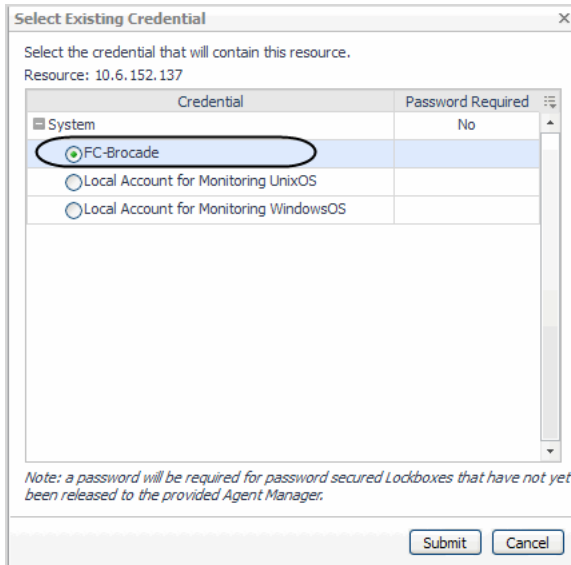 Select Existing Credential
Select the credential that will contain this resource.
Resource: 10.6.152.137
Credential Password Required
System No
FC-Brocade
Local Account for Monitoring UnixOS
Local Account for Monitoring WindowsOS
Note: a password will be required for password secured Lockboxes that have not yet
been released to the provided Agent Manager.
Submit Cancel